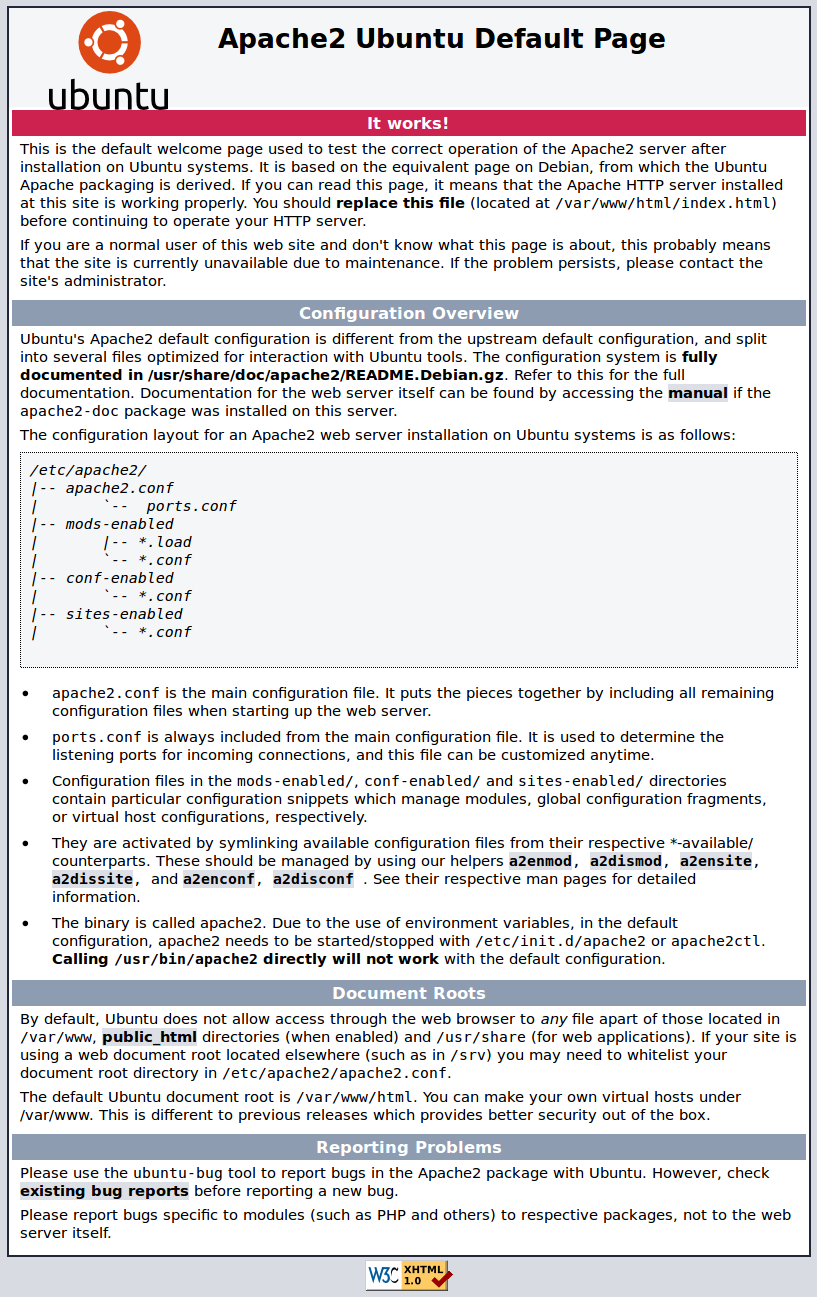 ubuntu
Apache2 Ubuntu Default Page
It works!
This is the default welcome page used to test the correct operation of the Apache2 server after
installation on Ubuntu systems. It is based on the equivalent page on Debian, from which the Ubuntu
Apache packaging is derived. If you can read this page, it means that the Apache HTTP server installed
at this site is working properly. You should replace this file (located at /var/www/html/index.html)
before continuing to operate your HTTP server.
If you are a normal user of this web site and don't know what this page is about, this probably means
that the site is currently unavailable due to maintenance. If the problem persists, please contact the
site's administrator.
Configuration Overview
Ubuntu's Apache2 default configuration is different from the upstream default configuration, and split
into several files optimized for interaction with Ubuntu tools. The configuration system is fully
documented in /usr/share/doc/apache2/README.Debian.gz. Refer to this for the full
documentation. Documentation for the web server itself can be found by accessing the manual if the
apache2-doc package was installed on this server.
The configuration layout for an Apache2 web server installation on Ubuntu systems is as follows:
/etc/apache2/
|-- apache2.conf
|       `--  ports.conf
|-- mods-enabled
|       |-- *.load
|       `-- *.conf
|-- conf-enabled
|       `-- *.conf
|-- sites-enabled
|       `-- *.conf
• apache2.conf is the main configuration file. It puts the pieces together by including all remaining
configuration files when starting up the web server.
• ports.conf is always included from the main configuration file. It is used to determine the
listening ports for incoming connections, and this file can be customized anytime.
• Configuration files in the mods-enabled/, conf-enabled/ and sites-enabled/ directories
contain particular configuration snippets which manage modules, global configuration fragments,
or virtual host configurations, respectively.
• They are activated by symlinking available configuration files from their respective *-available/
counterparts. These should be managed by using our helpers a2enmod, a2dismod, a2ensite,
a2dissite, and a2enconf, a2disconf . See their respective man pages for detailed
information.
• The binary is called apache2. Due to the use of environment variables, in the default
configuration, apache2 needs to be started/stopped with /etc/init.d/apache2 or apache2ctl.
Calling /usr/bin/apache2 directly will not work with the default configuration.
Document Roots
By default, Ubuntu does not allow access through the web browser to any file apart of those located in
/var/www, public_html directories (when enabled) and /usr/share (for web applications). If your site is
using a web document root located elsewhere (such as in /srv) you may need to whitelist your
document root directory in /etc/apache2/apache2.conf.
The default Ubuntu document root is /var/www/html. You can make your own virtual hosts under
/var/www. This is different to previous releases which provides better security out of the box.
Reporting Problems
Please use the ubuntu-bug tool to report bugs in the Apache2 package with Ubuntu. However, check
existing bug reports before reporting a new bug.
Please report bugs specific to modules (such as PHP and others) to respective packages, not to the web
server itself.
W3C XHTML
1.0